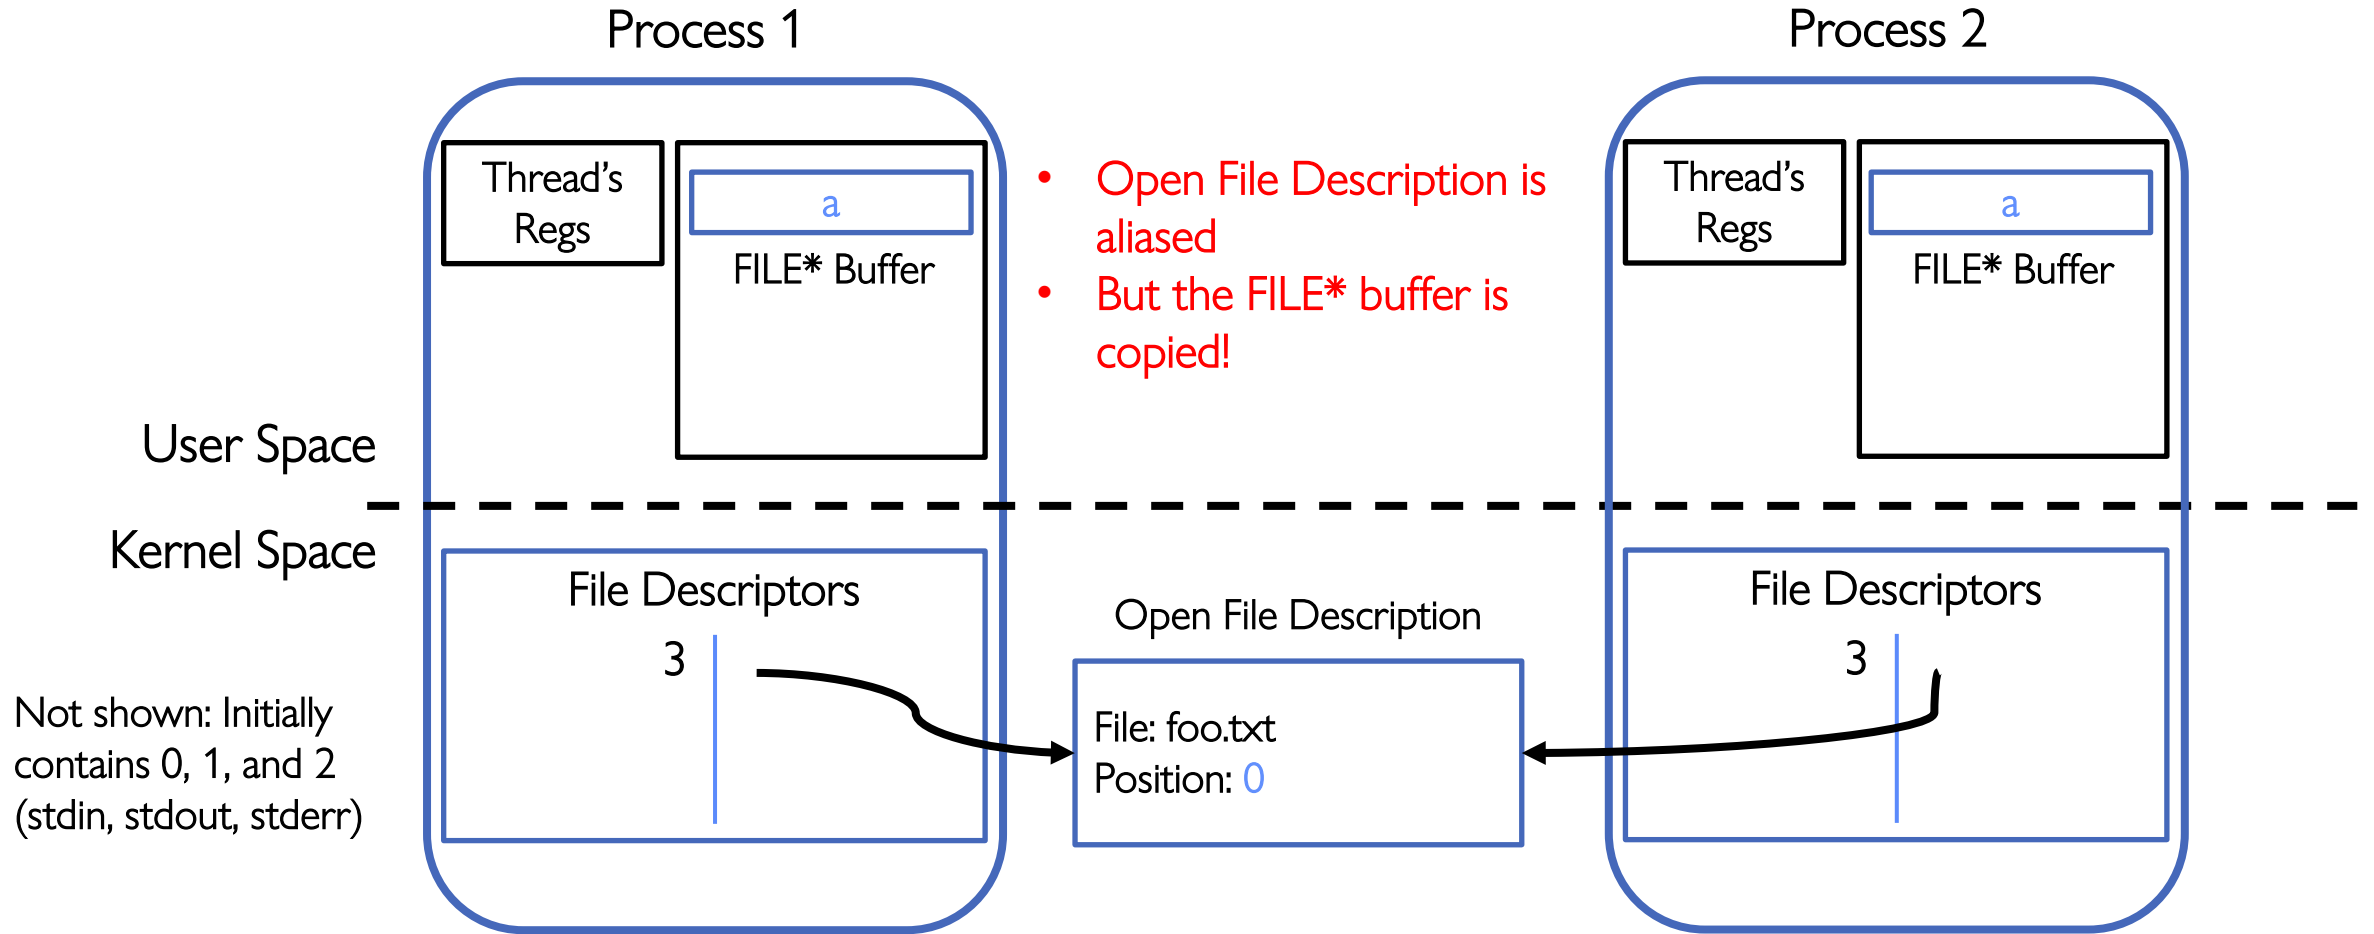 Process 1
Process 2
Thread's
Regs
a
FILE* Buffer
• Open File Description is
aliased
• But the FILE* buffer is
copied!
Thread's
Regs
a
FILE* Buffer
User Space
Kernel Space
File Descriptors
3
Open File Description
File: foo.txt
Position: 0
File Descriptors
3
Not shown: Initially
contains 0, 1, and 2
(stdin, stdout, stderr)